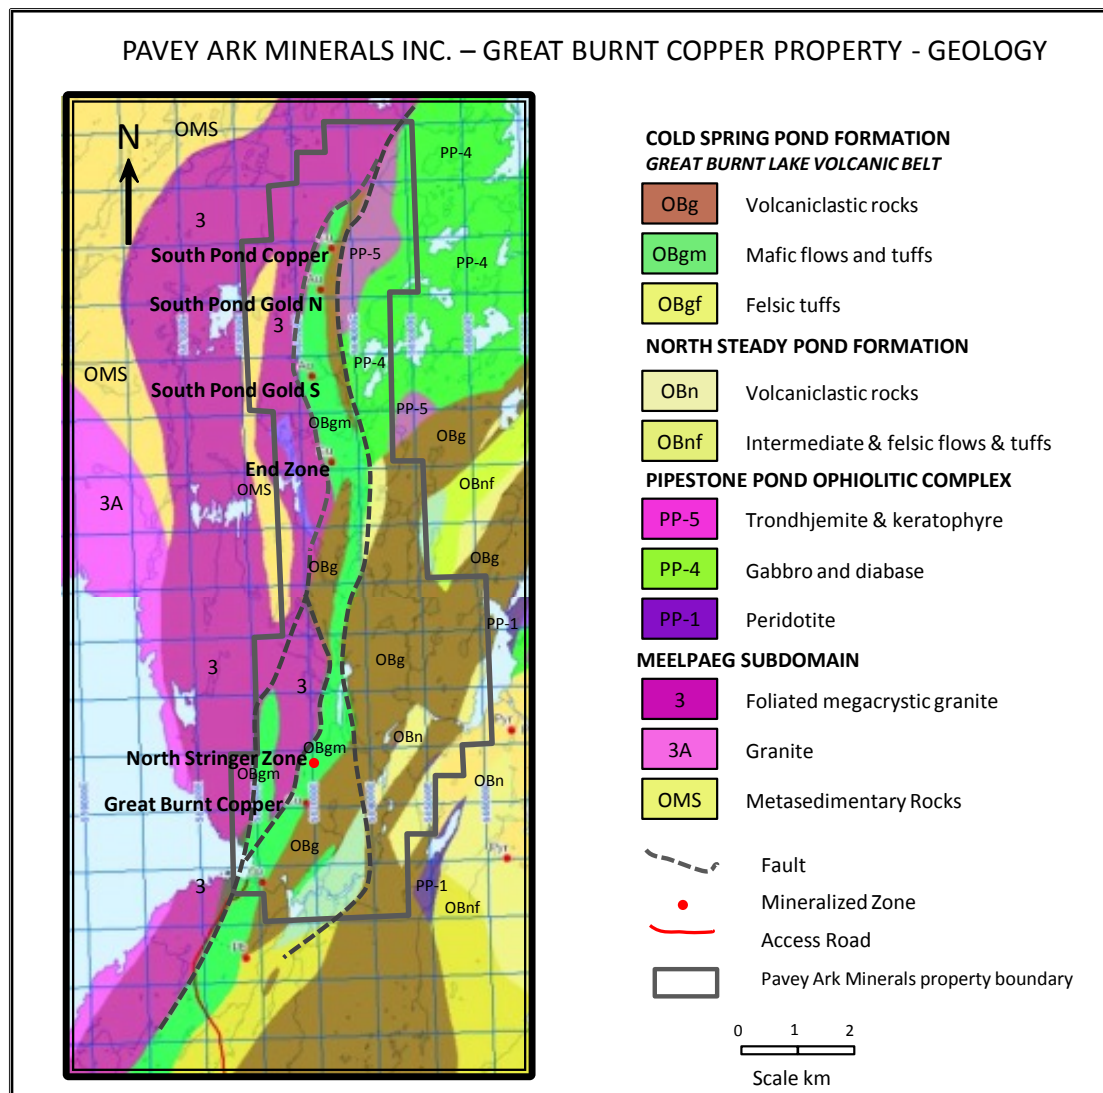 PAVEY ARK MINERALS INC. – GREAT BURNT COPPER PROPERTY - GEOLOGY
OMS
N
PP-4
3
South Pond Copper
PP-5
PP-4
South Pond Gold N
3
OMS
PP-4
South Pond Gold S
PP-5
OBgm
OBg
End Zone
OMS
OBnf
3A
OBg
OBg
PP-1
OBg
3
3
OBn
OBgm
North Stringer Zone
OBgm
OBn
Pyr
Great Burnt Copper
OBg
Pyr
3
PP-1
OBnf
COLD SPRING POND FORMATION
GREAT BURNT LAKE VOLCANIC BELT
OBg Volcaniclastic rocks
OBgm Mafic flows and tuffs
OBgf Felsic tuffs
NORTH STEADY POND FORMATION
OBn Volcaniclastic rocks
OBnf Intermediate & felsic flows & tuffs
PIPESTONE POND OPHIOLITIC COMPLEX
PP-5 Trondhjemite & keratophyre
PP-4 Gabbro and diabase
PP-1 Peridotite
MEELPAEG SUBDOMAIN
3 Foliated megacrystic granite
3A Granite
OMS Metasedimentary Rocks
Fault
Mineralized Zone
Access Road
Pavey Ark Minerals property boundary
0 1 2
Scale km